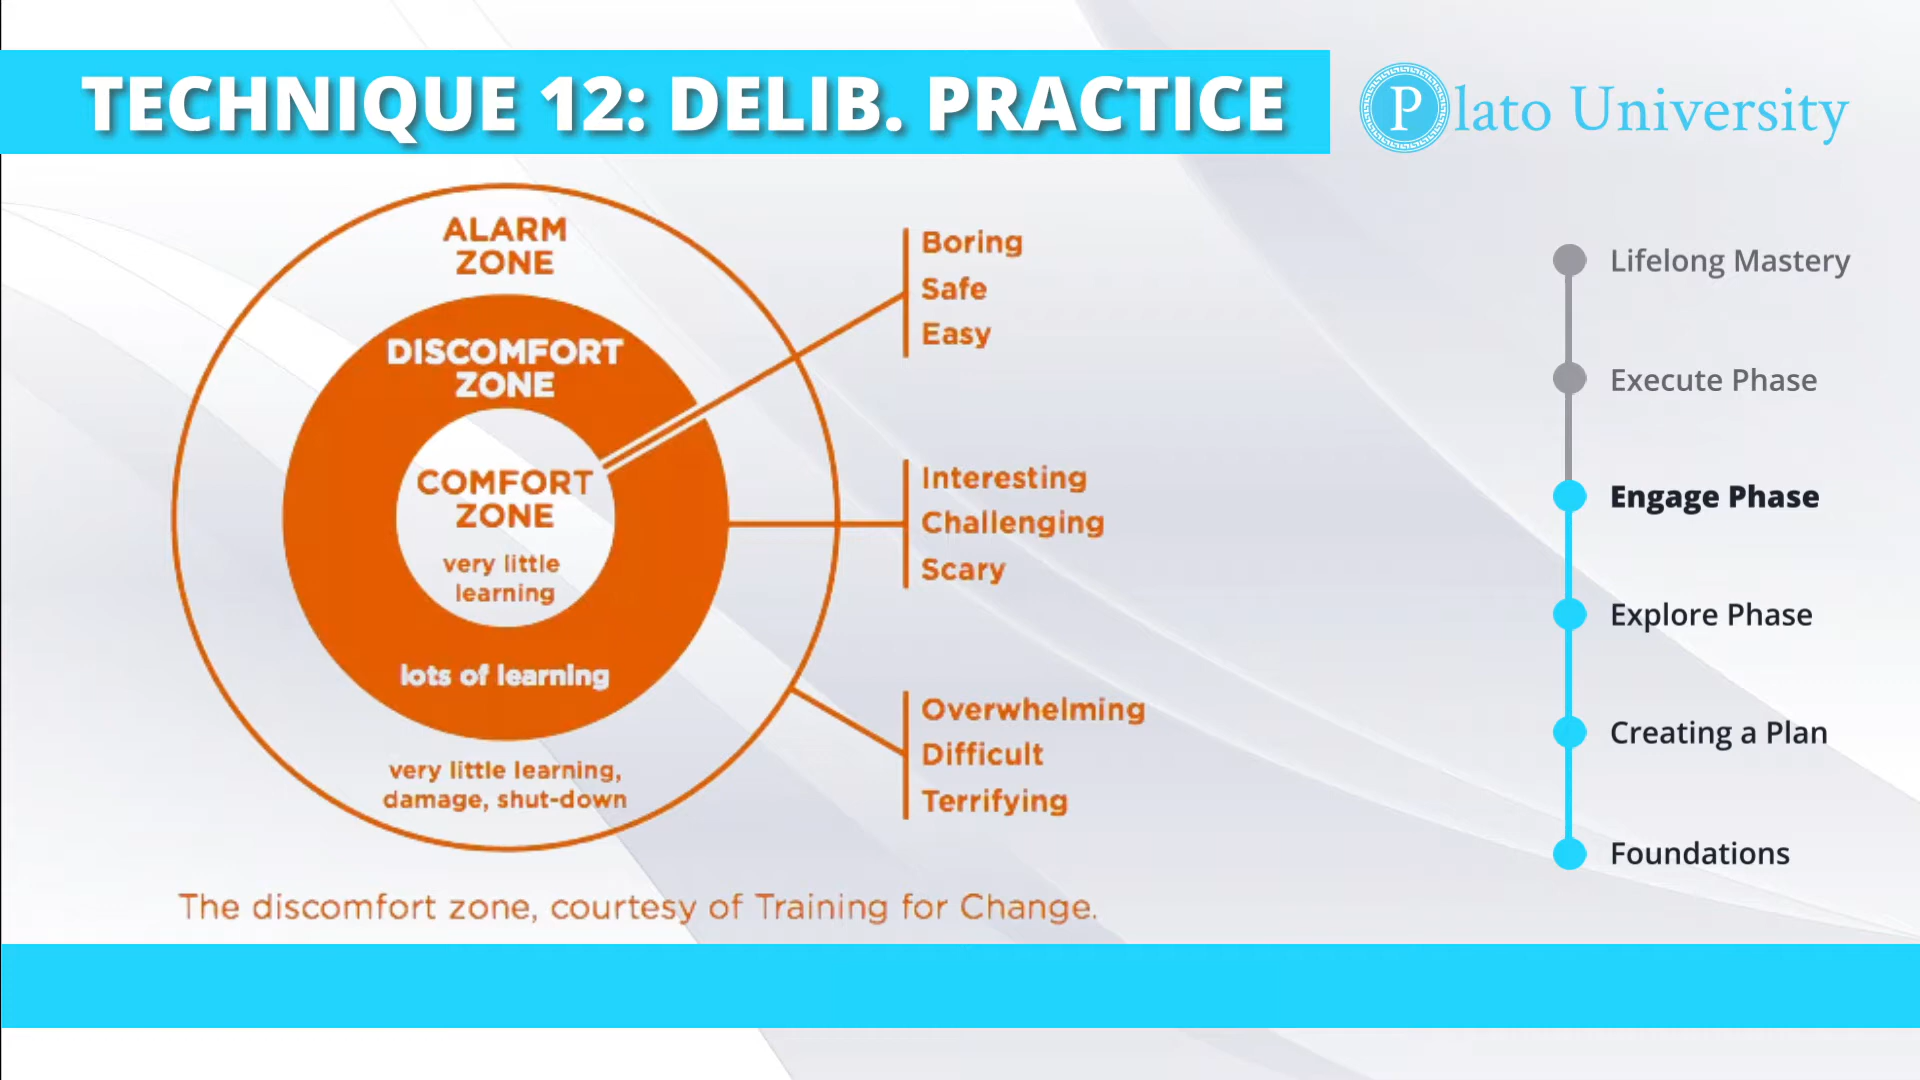 TECHNIQUE 12: DELIB. PRACTICE
Plato University
ALARM
ZONE
DISCOMFORT
ZONE
COMFORT
ZONE
very little
learning
lots of learning
very little learning,
damage, shut-down
Boring
Safe
Easy
Interesting
Challenging
Scary
Overwhelming
Difficult
Terrifying
The discomfort zone, courtesy of Training for Change.
Lifelong Mastery
Execute Phase
Engage Phase
Explore Phase
Creating a Plan
Foundations